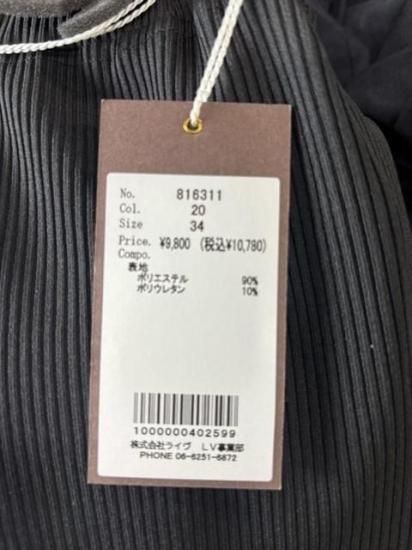 No. 816311
Col. 20
Size 34
Price. ¥9,800 (税込¥10,780)
Compo.
表地
ポリエステル 90%
ポリウレタン 10%
1000000402599
株式会社ライヴ LV事業部
PHONE 06-6251-6872